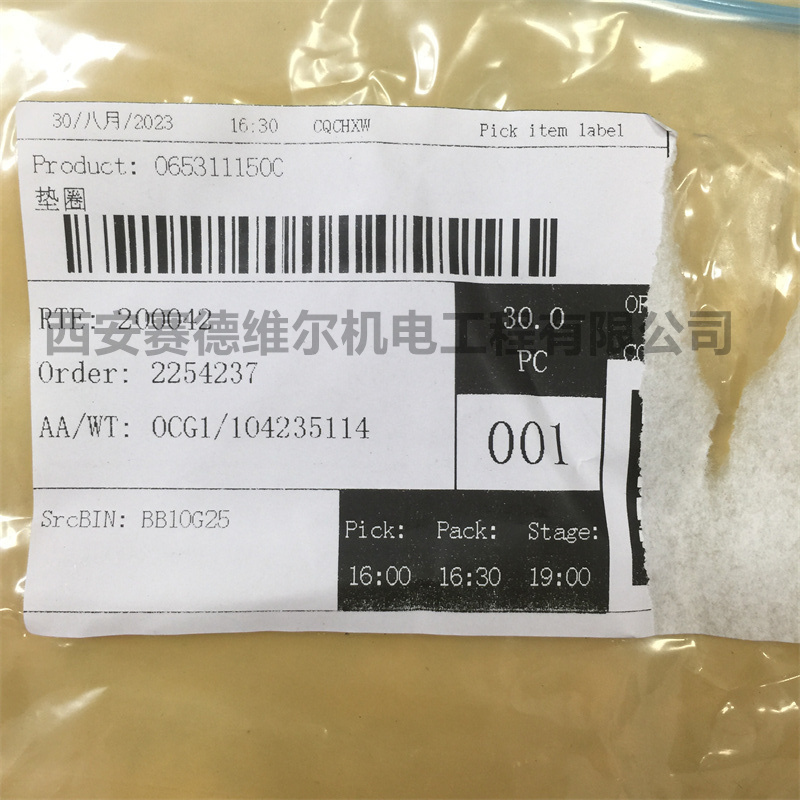 30/八月/2023 16:30 CQCHXW Pick item label
Product: 065311150C
垫圈
RTE: 200042
30.0
PC
西安赛德维尔机电工程有限公司
Order: 2254237
AA/WT: OCG1/104235114
001
SrcBIN: BB10G25
Pick: Pack: Stage:
16:00 16:30 19:00